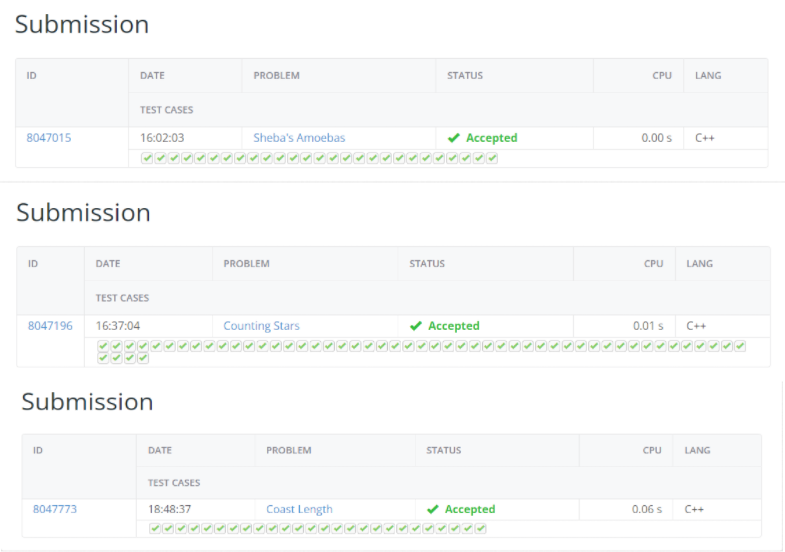 Submission
ID DATE PROBLEM STATUS CPU LANG
TEST CASES
8047015 16:02:03 Sheba's Amoebas Accepted 0.00 s C++
Submission
ID DATE PROBLEM STATUS CPU LANG
TEST CASES
8047196 16:37:04 Counting Stars Accepted 0.01 s C++
Submission
ID DATE PROBLEM STATUS CPU LANG
TEST CASES
8047773 18:48:37 Coast Length Accepted 0.06 s C++